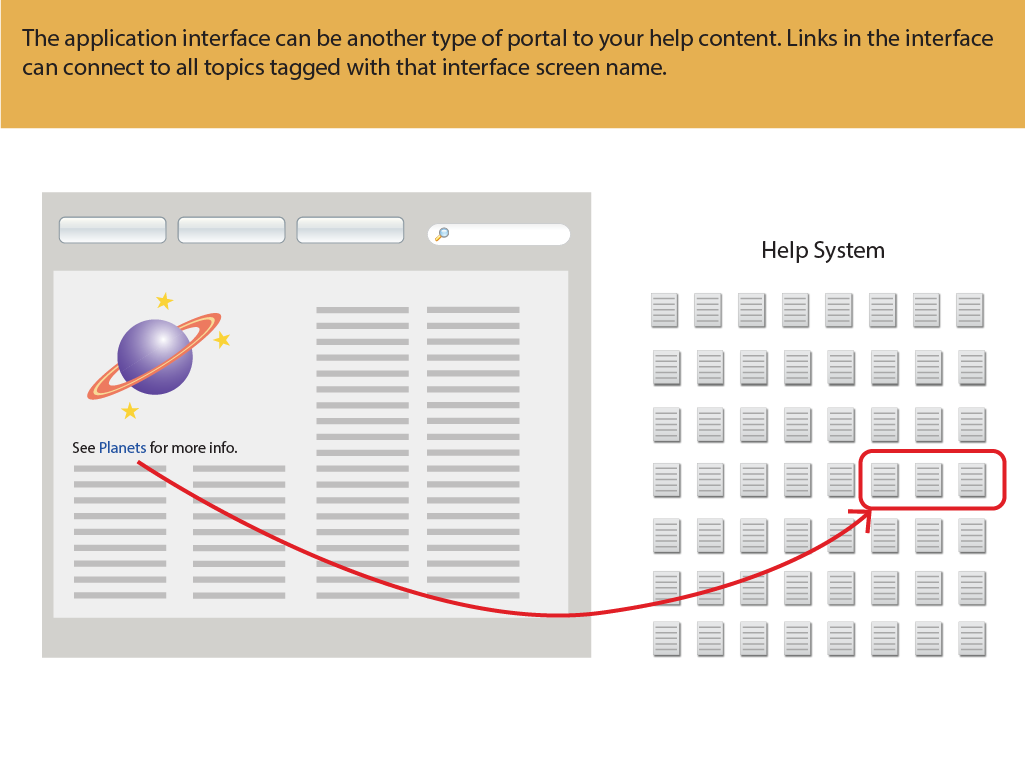 The application interface can be another type of portal to your help content. Links in the interface
can connect to all topics tagged with that interface screen name.
Help System
See Planets for more info.